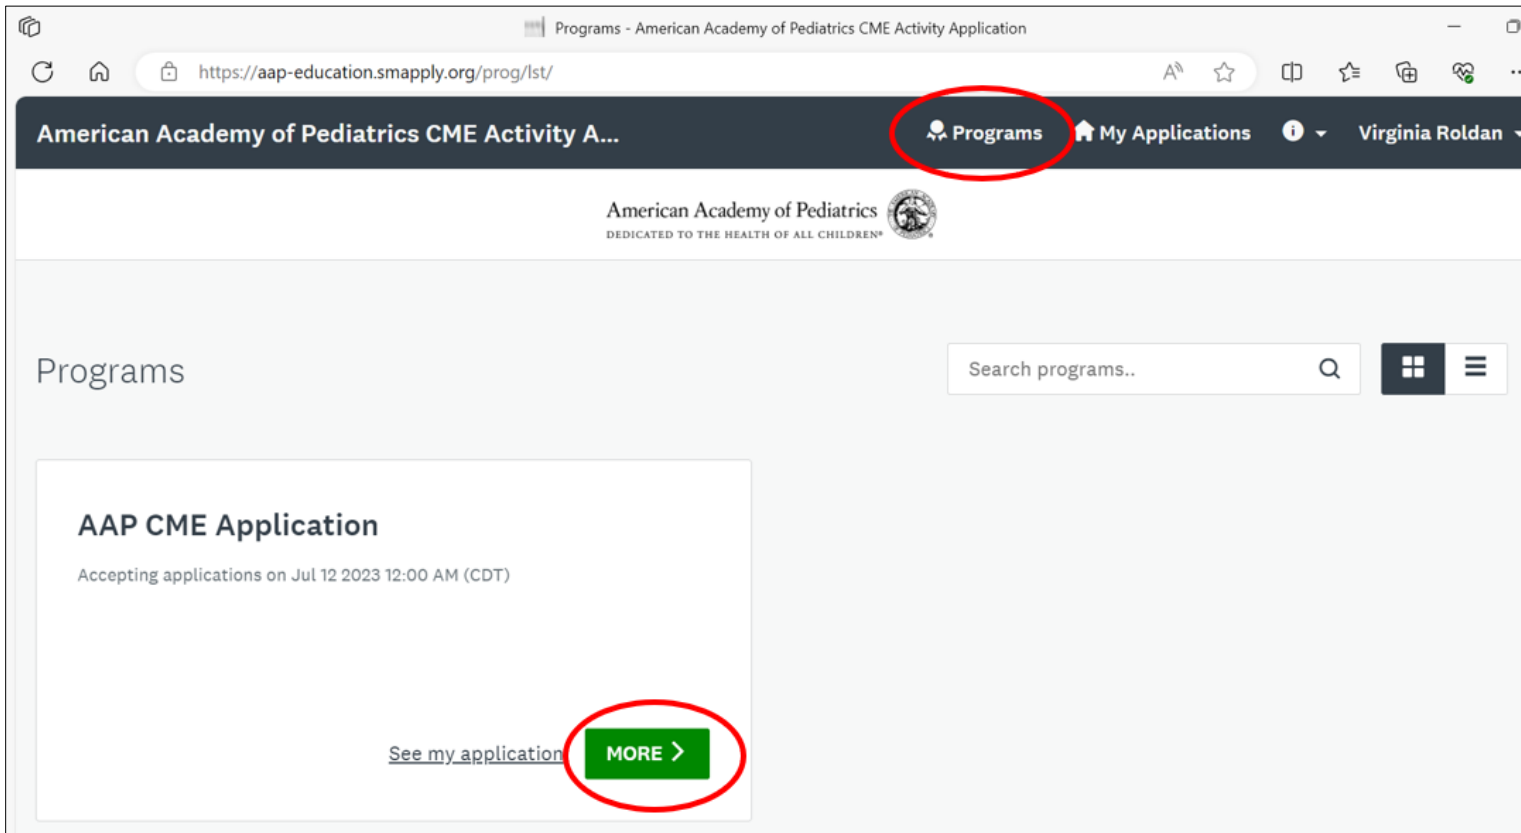 Programs - American Academy of Pediatrics CME Activity Application
https://aap-education.smapply.org/prog/lst/
American Academy of Pediatrics CME Activity A... Programs My Applications Virginia Roldan
American Academy of Pediatrics
DEDICATED TO THE HEALTH OF ALL CHILDREN®
Programs
Search programs..
AAP CME Application
Accepting applications on Jul 12 2023 12:00 AM (CDT)
See my application MORE